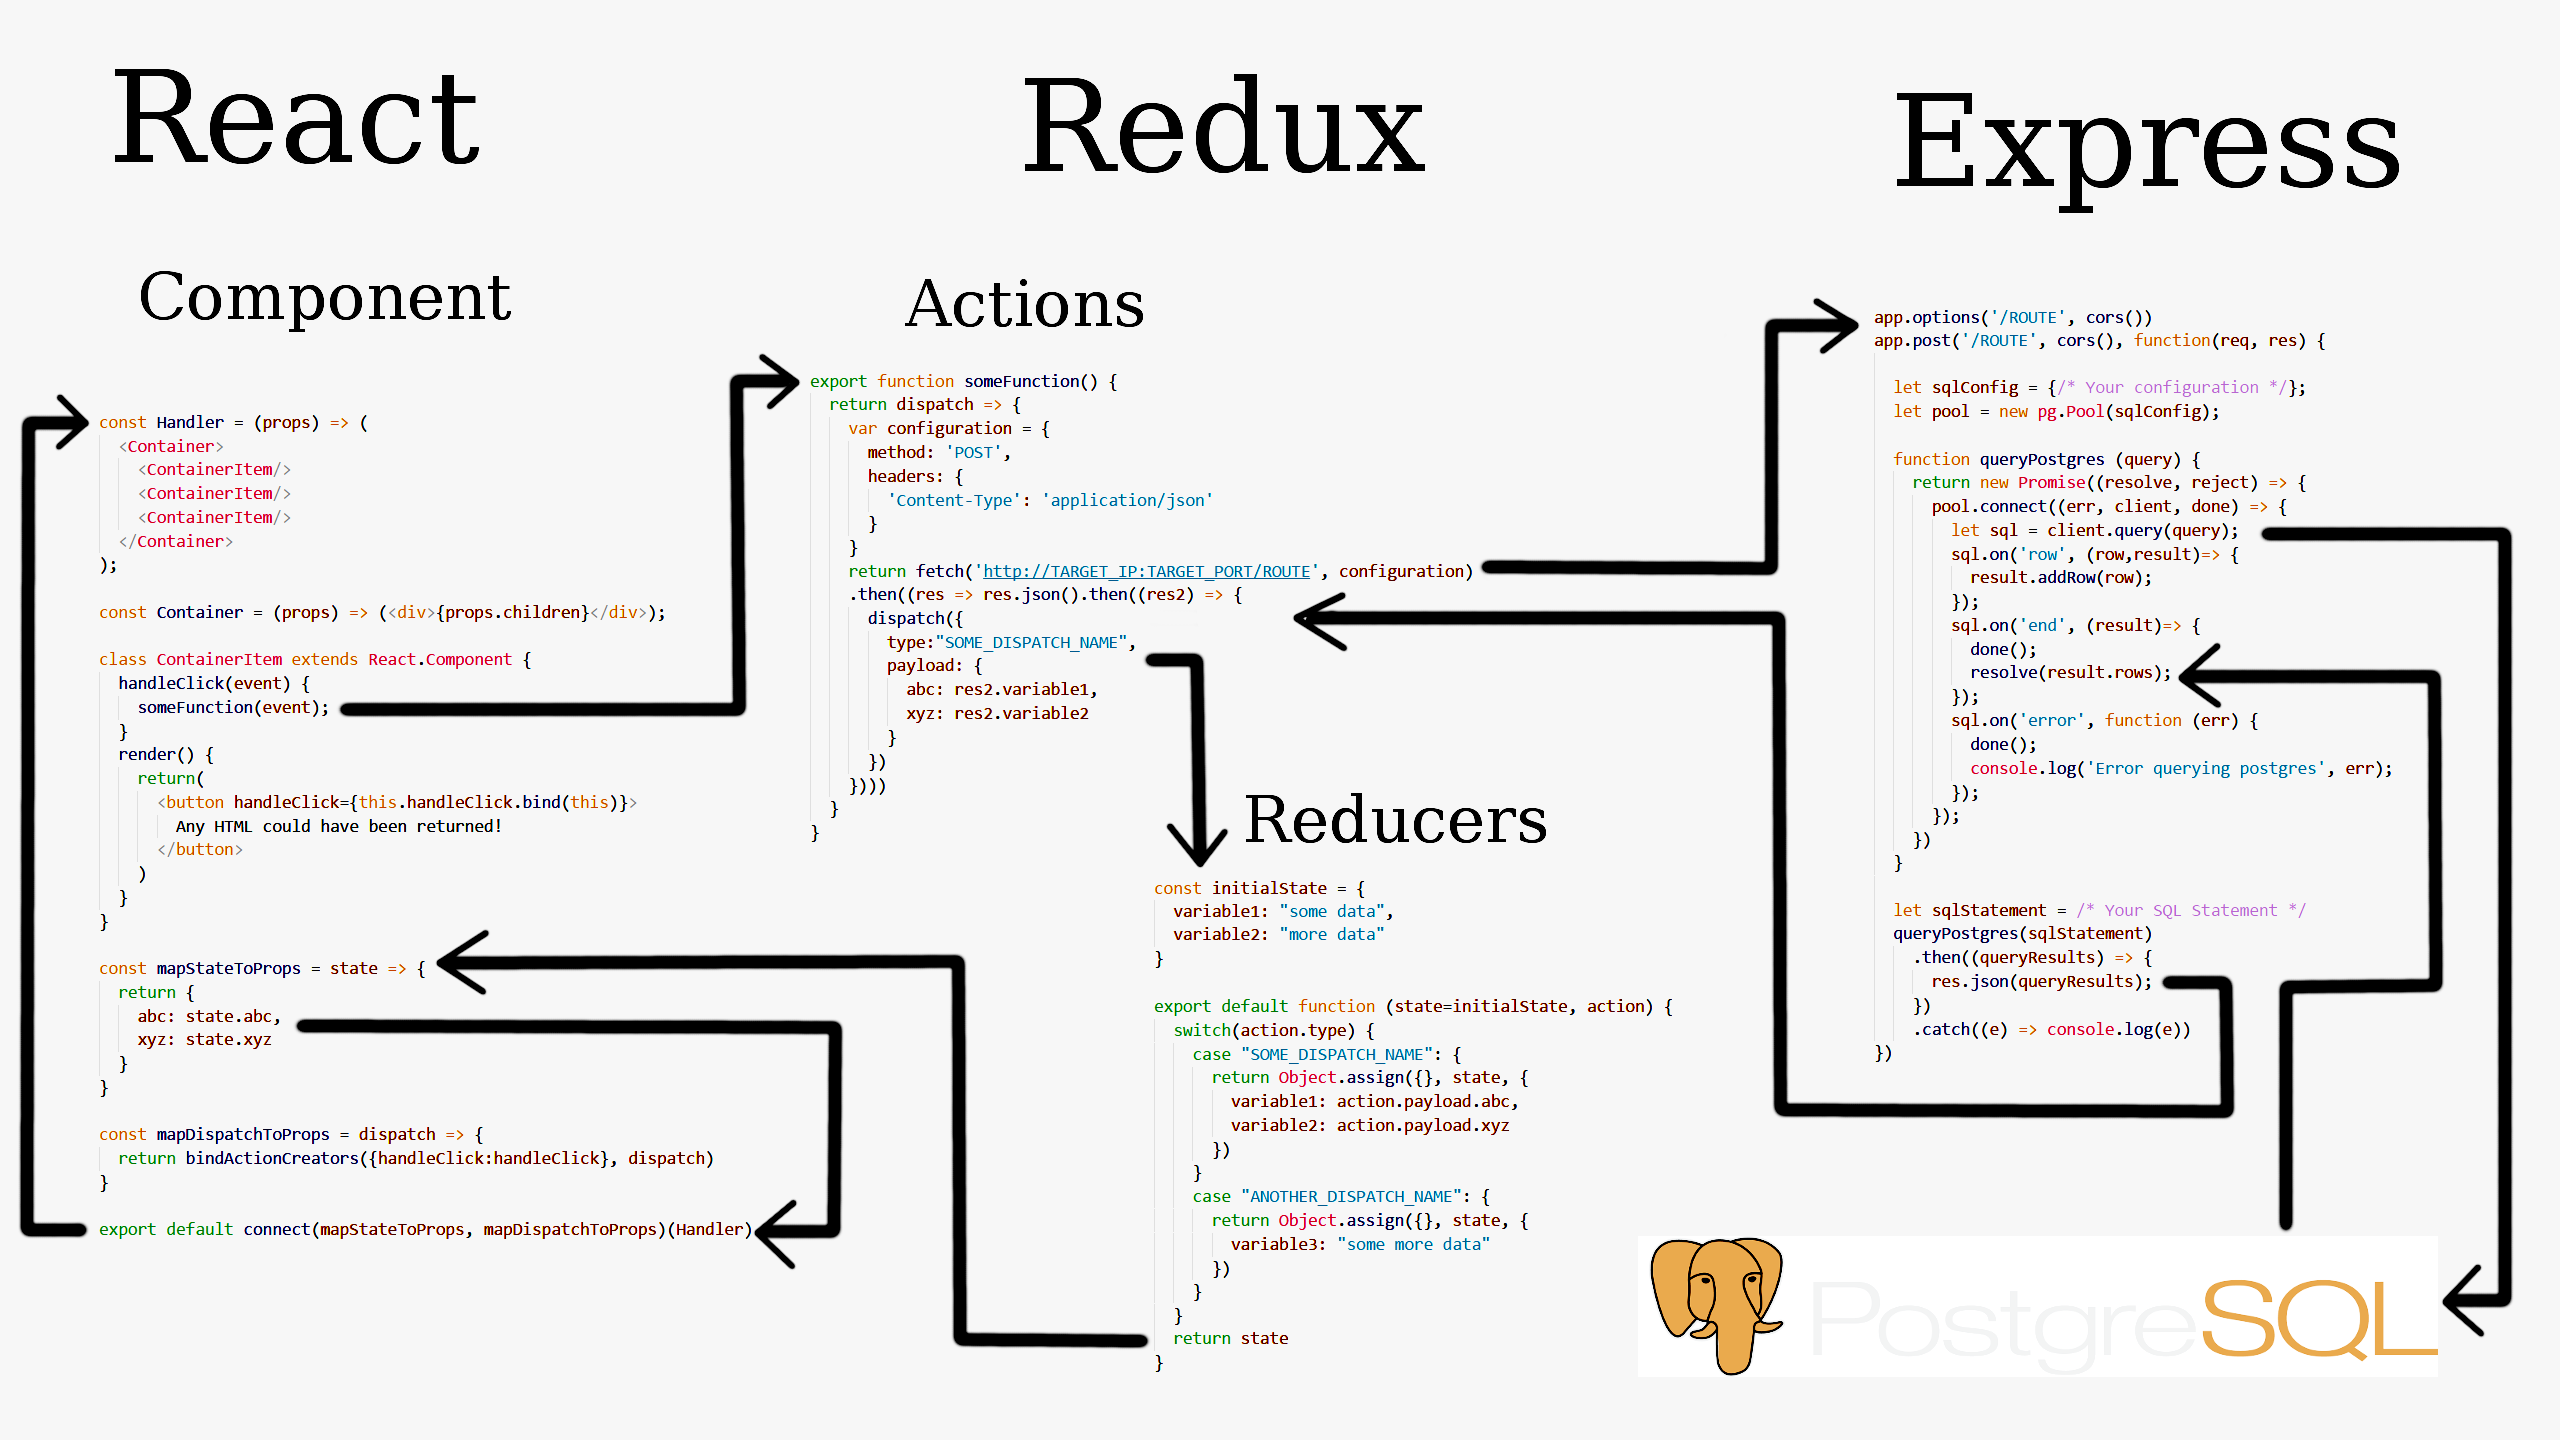 React
Component
const Handler = (props) => (
<Container>
<ContainerItem/>
<ContainerItem/>
<ContainerItem/>
</Container>
);
const Container = (props) => (<div>{props.children}</div>);
class ContainerItem extends React.Component {
handleClick(event) {
someFunction(event);
}
render() {
return(
<button handleClick={this.handleClick.bind(this)}>
Any HTML could have been returned!
</button>
)
}
}
const mapStateToProps = state => {
return {
abc: state.abc,
xyz: state.xyz
}
}
const mapDispatchToProps = dispatch => {
return bindActionCreators({handleClick:handleClick}, dispatch)
}
export default connect(mapStateToProps, mapDispatchToProps)(Handler)
Redux
Actions
export function someFunction() {
return dispatch => {
var configuration = {
method: 'POST',
headers: {
'Content-Type': 'application/json'
}
}
return fetch('http://TARGET_IP:TARGET_PORT/ROUTE', configuration)
.then((res => res.json().then((res2) => {
dispatch({
type:"SOME_DISPATCH_NAME",
payload: {
abc: res2.variable1,
xyz: res2.variable2
}
})
})))
}
}
Reducers
const initialState = {
variable1: "some data",
variable2: "more data"
}
export default function (state=initialState, action) {
switch(action.type) {
case "SOME_DISPATCH_NAME": {
return Object.assign({}, state, {
variable1: action.payload.abc,
variable2: action.payload.xyz
})
}
case "ANOTHER_DISPATCH_NAME": {
return Object.assign({}, state, {
variable3: "some more data"
})
}
}
return state
}
Express
app.options('/ROUTE', cors())
app.post('/ROUTE', cors(), function(req, res) {
let sqlConfig = {/* Your configuration */};
let pool = new pg.Pool(sqlConfig);
function queryPostgres (query) {
return new Promise((resolve, reject) => {
pool.connect((err, client, done) => {
let sql = client.query(query);
sql.on('row', (row,result)=> {
result.addRow(row);
});
sql.on('end', (result)=> {
done();
resolve(result.rows);
});
sql.on('error', function (err) {
done();
console.log('Error querying postgres', err);
});
});
})
}
let sqlStatement = /* Your SQL Statement */
queryPostgres(sqlStatement)
.then((queryResults) => {
res.json(queryResults);
})
.catch((e) => console.log(e))
})
PostgreSQL